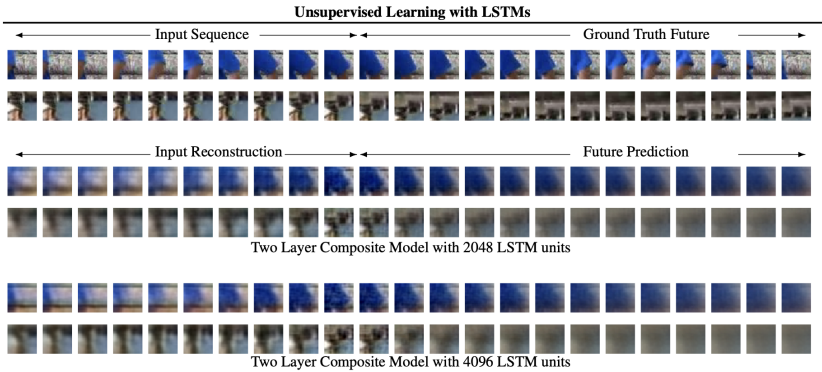 Unsupervised Learning with LSTMs
Input Sequence Ground Truth Future
Input Reconstruction Future Prediction
Two Layer Composite Model with 2048 LSTM units
Two Layer Composite Model with 4096 LSTM units